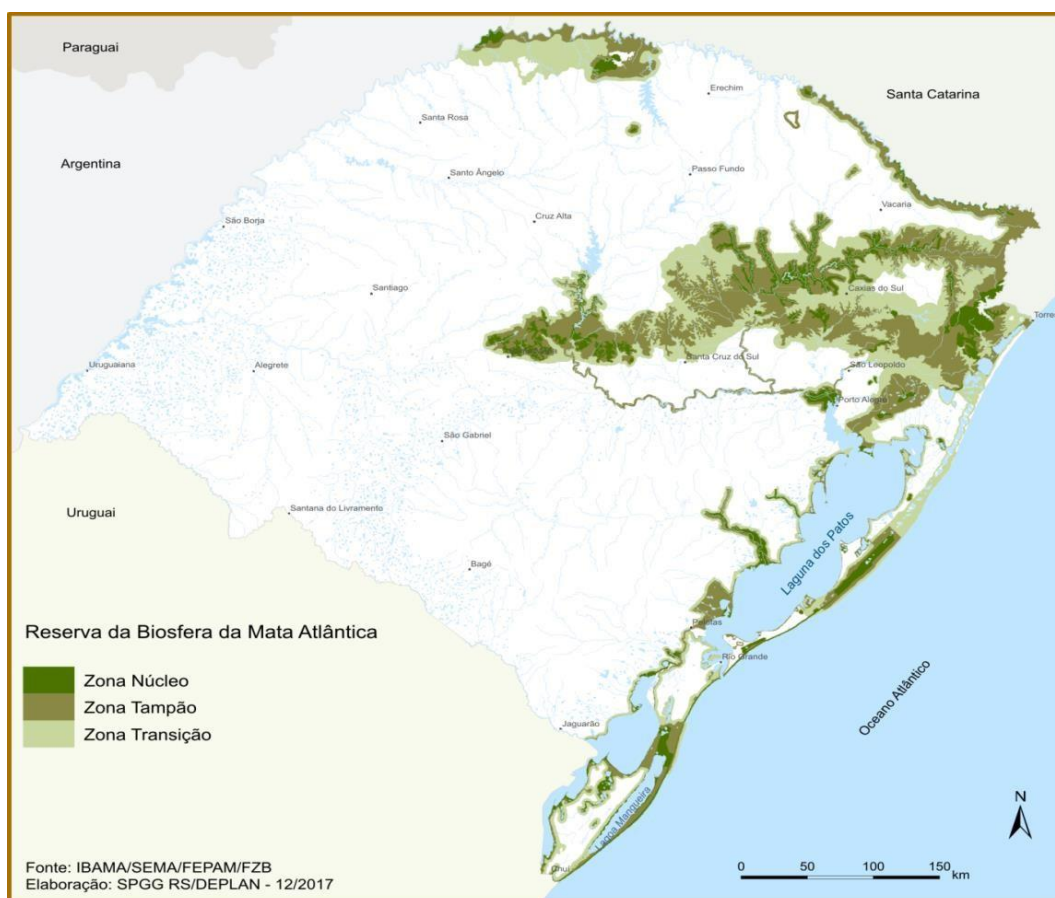 Paraguai
Santa Catarina
Argentina
Erechim
Santa Rosa
Santo Ângelo
Passo Fundo
Vacaria
São Borja
Cruz Alta
Santiago
Caxias do Sul
Torres
Uruguaiana
Alegrete
Santa Cruz do Sul
São Leopoldo
Porto Alegre
São Gabriel
Uruguai
Santana do Livramento
Laguna dos Patos
Bagé
Pelotas
Rio Grande
Oceano Atlântico
Jaguarão
Lagoa Mangueira
Chuí
Reserva da Biosfera da Mata Atlântica
Zona Núcleo
Zona Tampão
Zona Transição
Fonte: IBAMA/SEMA/FEPAM/FZB
Elaboração: SPGG RS/DEPLAN - 12/2017
N
0 50 100 150
km